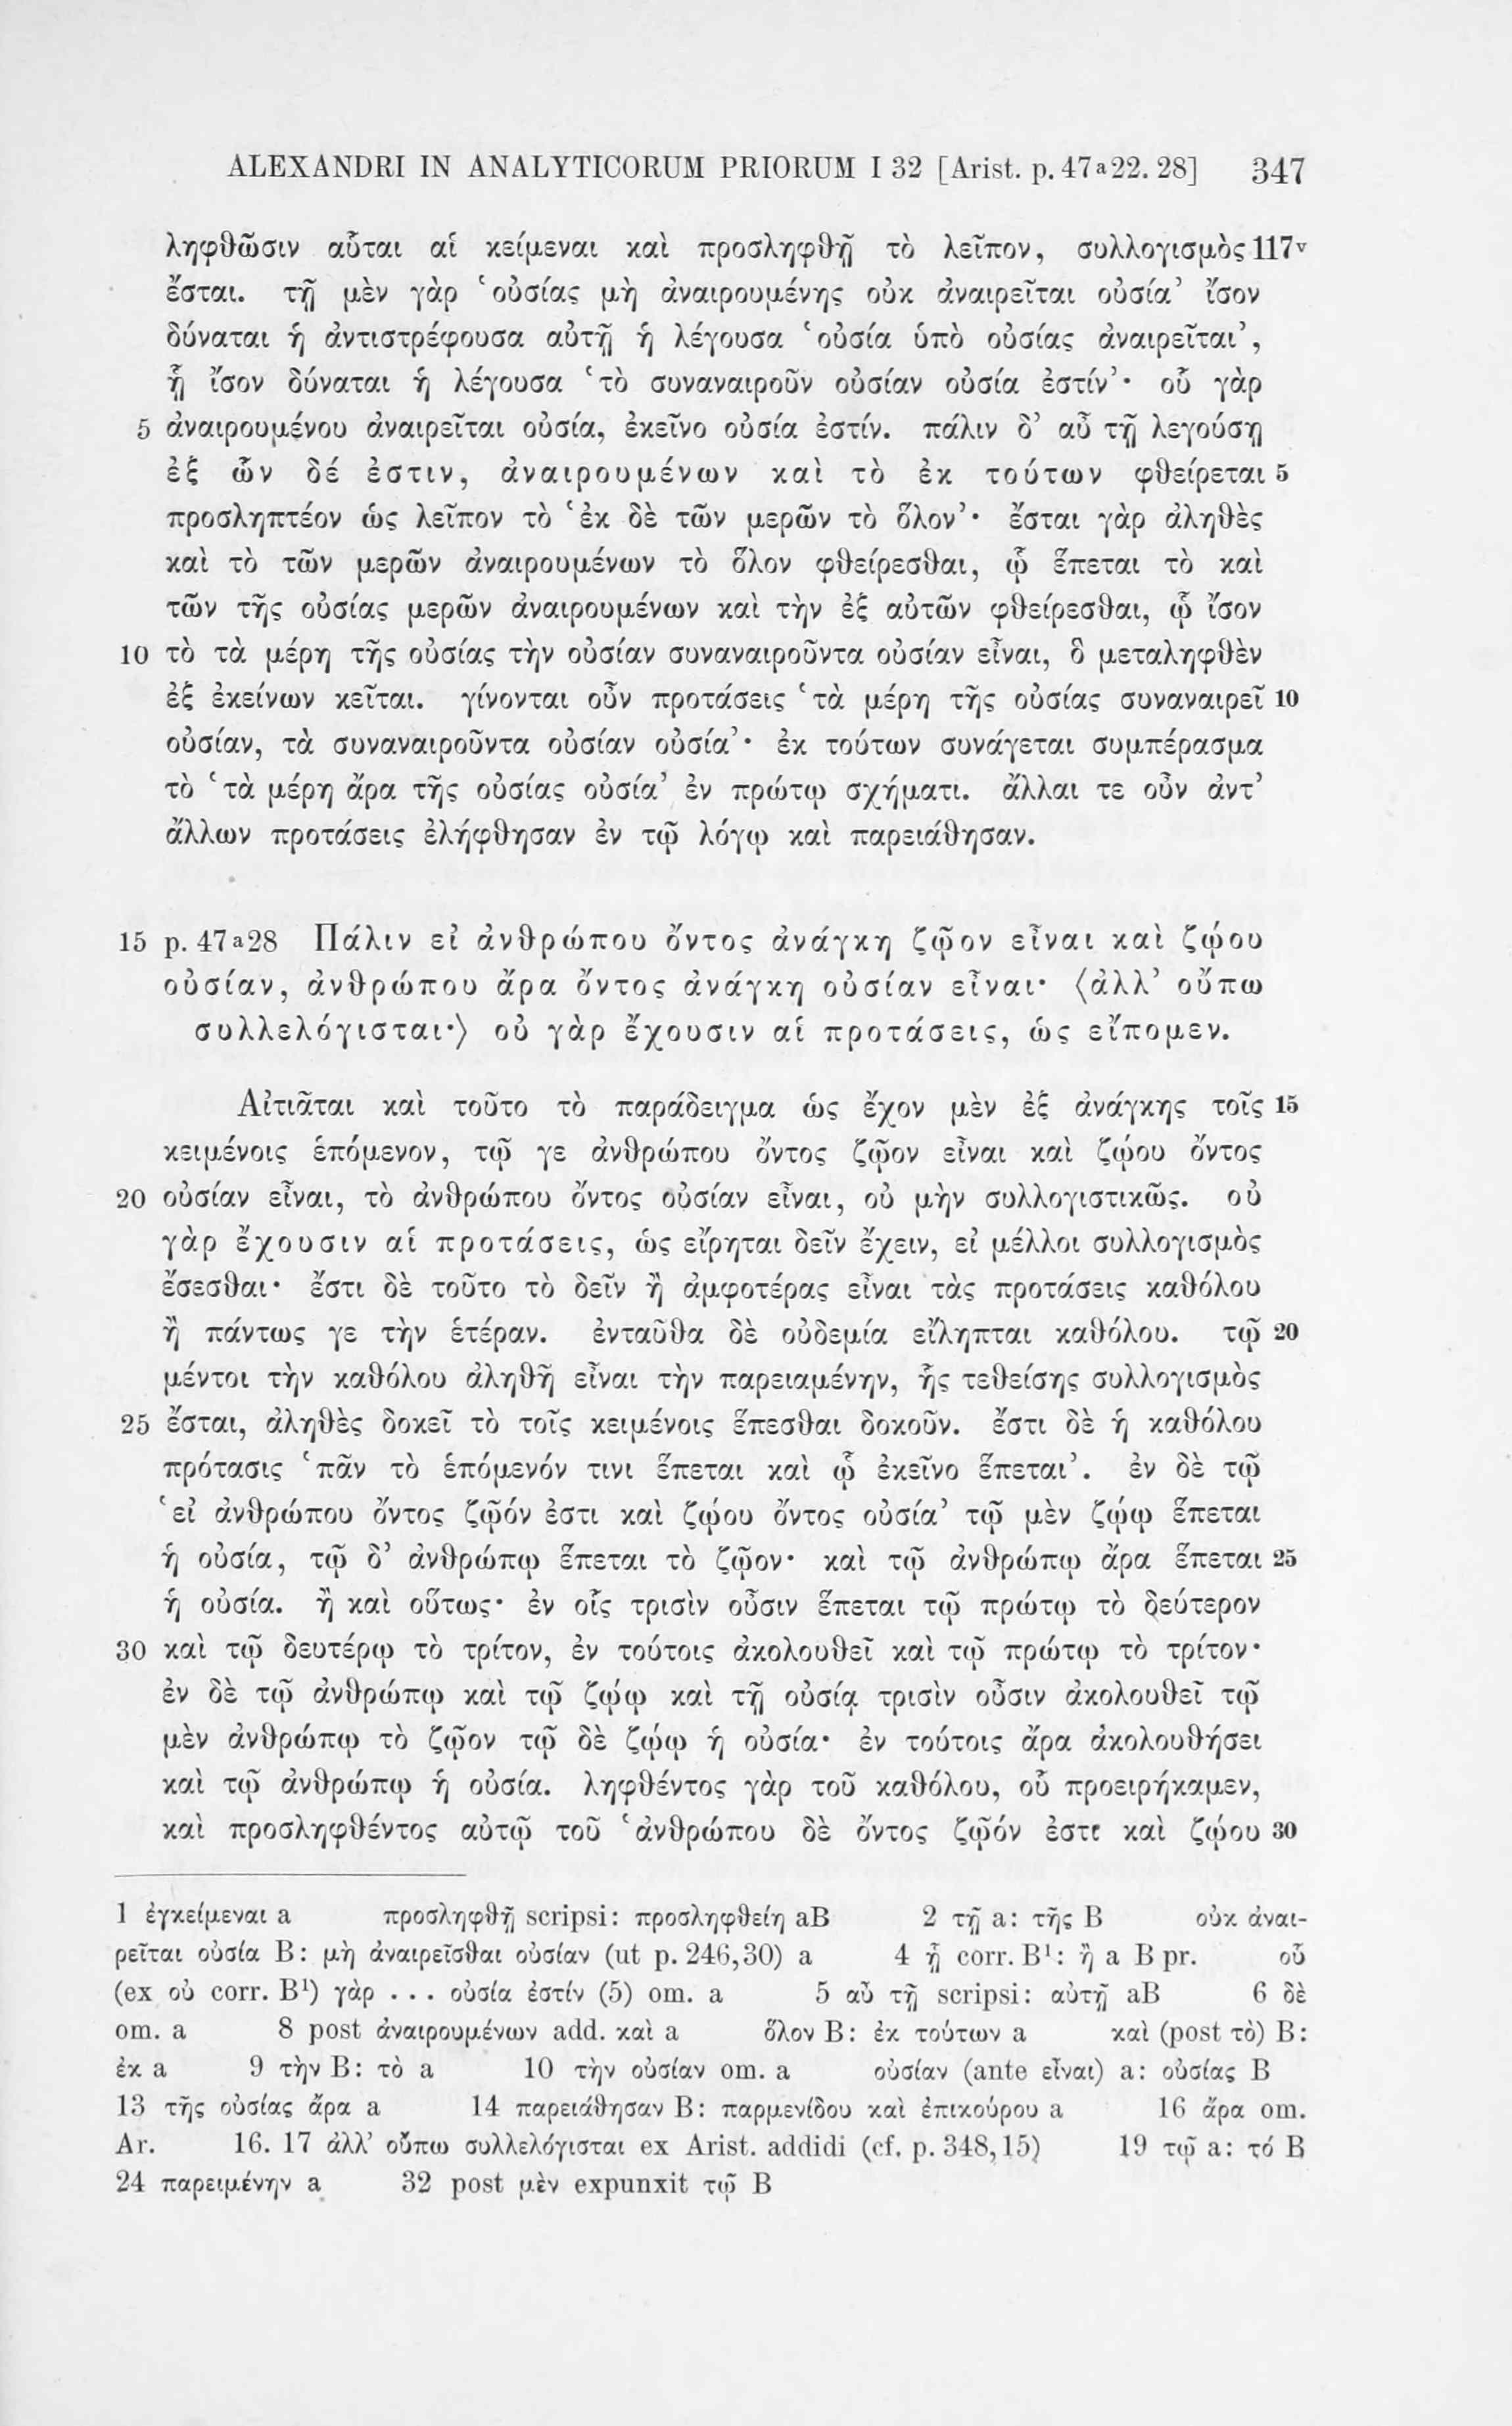 ALEXANDRI IN ANALYTICORUM PRIORUM I 32 [Arist. p. 47a22. 28] 347
ληφθῶσιν αὗται αἱ κείμεναι καὶ προσληφθῇ τὸ λεῖπον, συλλογισμὸς 117v
ἔσται. τῇ μὲν γὰρ ‘οὐσίας μὴ ἀναιρουμένης οὐκ ἀναιρεῖται οὐσία’ ἴσον
δύναται ἡ ἀντιστρέφουσα αὐτῇ ἡ λέγουσα ‘οὐσία ὑπὸ οὐσίας ἀναιρεῖται’,
ᾗ ἴσον δύναται ἡ λέγουσα ‘τὸ συναναιροῦν οὐσίαν οὐσία ἐστίν’· οὗ γὰρ
5 ἀναιρουμένου ἀναιρεῖται οὐσία, ἐκεῖνο οὐσία ἐστίν. πάλιν δ’ αὖ τῇ λεγούσῃ
ἐξ ὧν δέ ἐστιν, ἀναιρουμένων καὶ τὸ ἐκ τούτων φθείρεται 5
προσληπτέον ὡς λεῖπον τὸ ‘ἐκ δὲ τῶν μερῶν τὸ ὅλον’· ἔσται γὰρ ἀληθὲς
καὶ τὸ τῶν μερῶν ἀναιρουμένων τὸ ὅλον φθείρεσθαι, ᾧ ἕπεται τὸ καὶ
τῶν τῆς οὐσίας μερῶν ἀναιρουμένων καὶ τὴν ἐξ αὐτῶν φθείρεσθαι, ᾧ ἴσον
10 τὸ τὰ μέρη τῆς οὐσίας τὴν οὐσίαν συναναιροῦντα οὐσίαν εἶναι, ὃ μεταληφθὲν
ἐξ ἐκείνων κεῖται. γίνονται οὖν προτάσεις ‘τὰ μέρη τῆς οὐσίας συναναιρεῖ 10
οὐσίαν, τὰ συναναιροῦντα οὐσίαν οὐσία’· ἐκ τούτων συνάγεται συμπέρασμα
τὸ ‘τὰ μέρη ἄρα τῆς οὐσίας οὐσία’ ἐν πρώτῳ σχήματι. ἄλλαι τε οὖν ἀντ’
ἄλλων προτάσεις ἐλήφθησαν ἐν τῷ λόγῳ καὶ παρειάθησαν.
15 p. 47a28 Πάλιν εἰ ἀνθρώπου ὄντος ἀνάγκη ζῷον εἶναι καὶ ζῴου
οὐσίαν, ἀνθρώπου ἄρα ὄντος ἀνάγκη οὐσίαν εἶναι· ⟨ἀλλ’ οὔπω
συλλελόγισται·⟩ οὐ γὰρ ἔχουσιν αἱ προτάσεις, ὡς εἴπομεν.
Αἰτιᾶται καὶ τοῦτο τὸ παράδειγμα ὡς ἔχον μὲν ἐξ ἀνάγκης τοῖς 15
κειμένοις ἑπόμενον, τῷ γε ἀνθρώπου ὄντος ζῷον εἶναι καὶ ζῴου ὄντος
20 οὐσίαν εἶναι, τὸ ἀνθρώπου ὄντος οὐσίαν εἶναι, οὐ μὴν συλλογιστικῶς. οὐ
γὰρ ἔχουσιν αἱ προτάσεις, ὡς εἴρηται δεῖν ἔχειν, εἰ μέλλοι συλλογισμὸς
ἔσεσθαι· ἔστι δὲ τοῦτο τὸ δεῖν ἢ ἀμφοτέρας εἶναι τὰς προτάσεις καθόλου
ἢ πάντως γε τὴν ἑτέραν. ἐνταῦθα δὲ οὐδεμία εἴληπται καθόλου. τῷ 20
μέντοι τὴν καθόλου ἀληθῆ εἶναι τὴν παρειαμένην, ἧς τεθείσης συλλογισμὸς
25 ἔσται, ἀληθὲς δοκεῖ τὸ τοῖς κειμένοις ἕπεσθαι δοκοῦν. ἔστι δὲ ἡ καθόλου
πρότασις ‘πᾶν τὸ ἑπόμενόν τινι ἕπεται καὶ ᾧ ἐκεῖνο ἕπεται’. ἐν δὲ τῷ
‘εἰ ἀνθρώπου ὄντος ζῷόν ἐστι καὶ ζῴου ὄντος οὐσία’ τῷ μὲν ζῴῳ ἕπεται
ἡ οὐσία, τῷ δ’ ἀνθρώπῳ ἕπεται τὸ ζῷον· καὶ τῷ ἀνθρώπῳ ἄρα ἕπεται 25
ἡ οὐσία. ἢ καὶ οὕτως· ἐν οἷς τρισὶν οὖσιν ἕπεται τῷ πρώτῳ τὸ δεύτερον
30 καὶ τῷ δευτέρῳ τὸ τρίτον, ἐν τούτοις ἀκολουθεῖ καὶ τῷ πρώτῳ τὸ τρίτον·
ἐν δὲ τῷ ἀνθρώπῳ καὶ τῷ ζῴῳ καὶ τῇ οὐσίᾳ τρισὶν οὖσιν ἀκολουθεῖ τῷ
μὲν ἀνθρώπῳ τὸ ζῷον τῷ δὲ ζῴῳ ἡ οὐσία· ἐν τούτοις ἄρα ἀκολουθήσει
καὶ τῷ ἀνθρώπῳ ἡ οὐσία. ληφθέντος γὰρ τοῦ καθόλου, οὗ προειρήκαμεν,
καὶ προσληφθέντος αὐτῷ τοῦ ‘ἀνθρώπου δὲ ὄντος ζῷόν ἐστι καὶ ζῴου 30
1 ἐγκείμεναι a προσληφθῇ scripsi: προσληφθείη aB 2 τῇ a: τῆς B οὐκ ἀναι-
ρεῖται οὐσία B: μὴ ἀναιρεῖσθαι οὐσίαν (ut p. 246,30) a 4 ᾗ corr. B1: ἢ a B pr. οὗ
(ex οὐ corr. B1) γὰρ ... οὐσία ἐστίν (5) om. a 5 αὖ τῇ scripsi: αὐτῇ aB 6 δὲ
om. a 8 post ἀναιρουμένων add. καὶ a ὅλον B: ἐκ τούτων a καὶ (post τὸ) B:
ἐκ a 9 τὴν B: τὸ a 10 τὴν οὐσίαν om. a οὐσίαν (ante εἶναι) a: οὐσίας B
13 τῆς οὐσίας ἄρα a 14 παρειάθησαν B: παρμενίδου καὶ ἐπικούρου a 16 ἄρα om.
Ar. 16. 17 ἀλλ’ οὔπω συλλελόγισται ex Arist. addidi (cf. p. 348,15) 19 τῷ a: τό B
24 παρειμένην a 32 post μὲν expunxit τῷ B